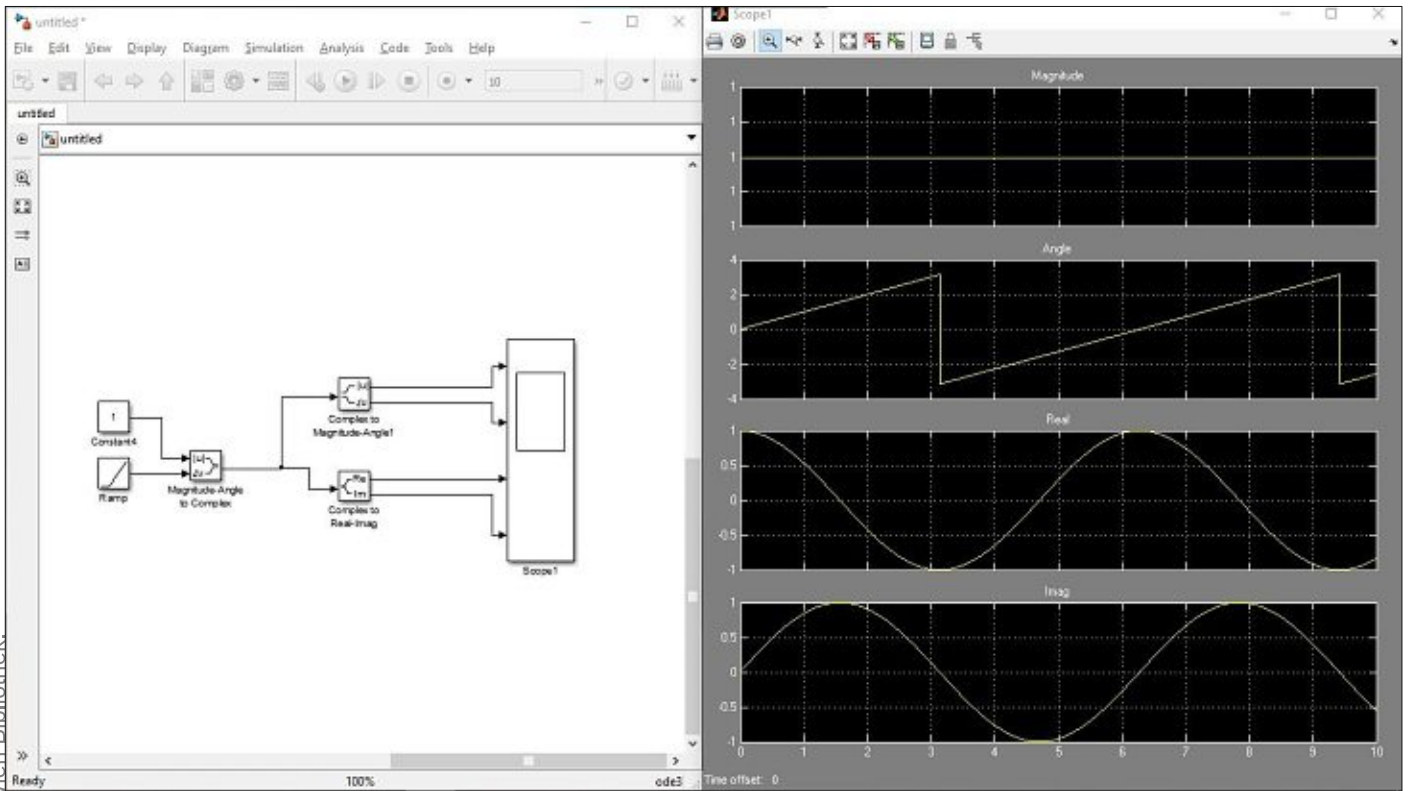 untitled *
File Edit View Display Diagram Simulation Analysis Code Tools Help
10
untitled
untitled
1
Constant4
Ramp
|u|
∠u
Magnitude-Angle
to Complex
|u|
∠u
Complex to
Magnitude-Angle1
Re
Im
Complex to
Real-Imag
Scope1
Ready 100% ode3
Scope1
Magnitude
1
1
1
1
1
Angle
4
2
0
-2
-4
Real
1
0.5
0
-0.5
-1
Imag
1
0.5
0
-0.5
-1
0 1 2 3 4 5 6 7 8 9 10
Time offset: 0